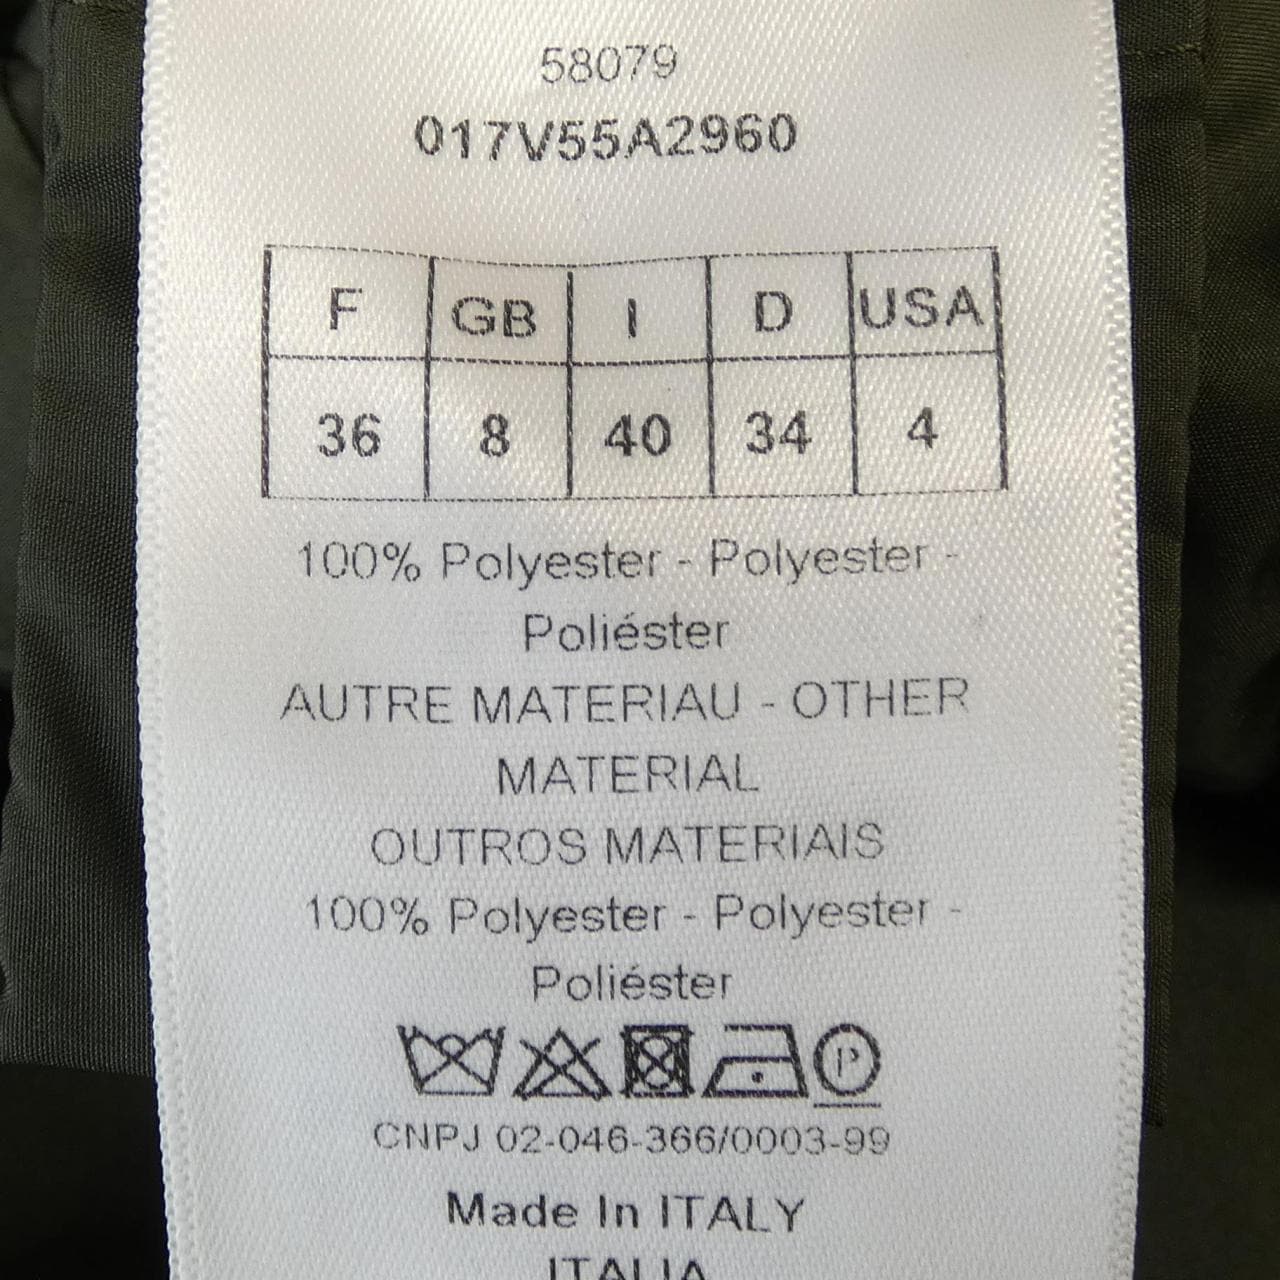 58079
017V55A2960
F GB I D USA
36 8 40 34 4
100% Polyester - Polyester -
Poliéster
AUTRE MATERIAU - OTHER
MATERIAL
OUTROS MATERIAIS
100% Polyester - Polyester -
Poliéster
P
CNPJ 02-046-366/0003-99
Made In ITALY
ITALIA